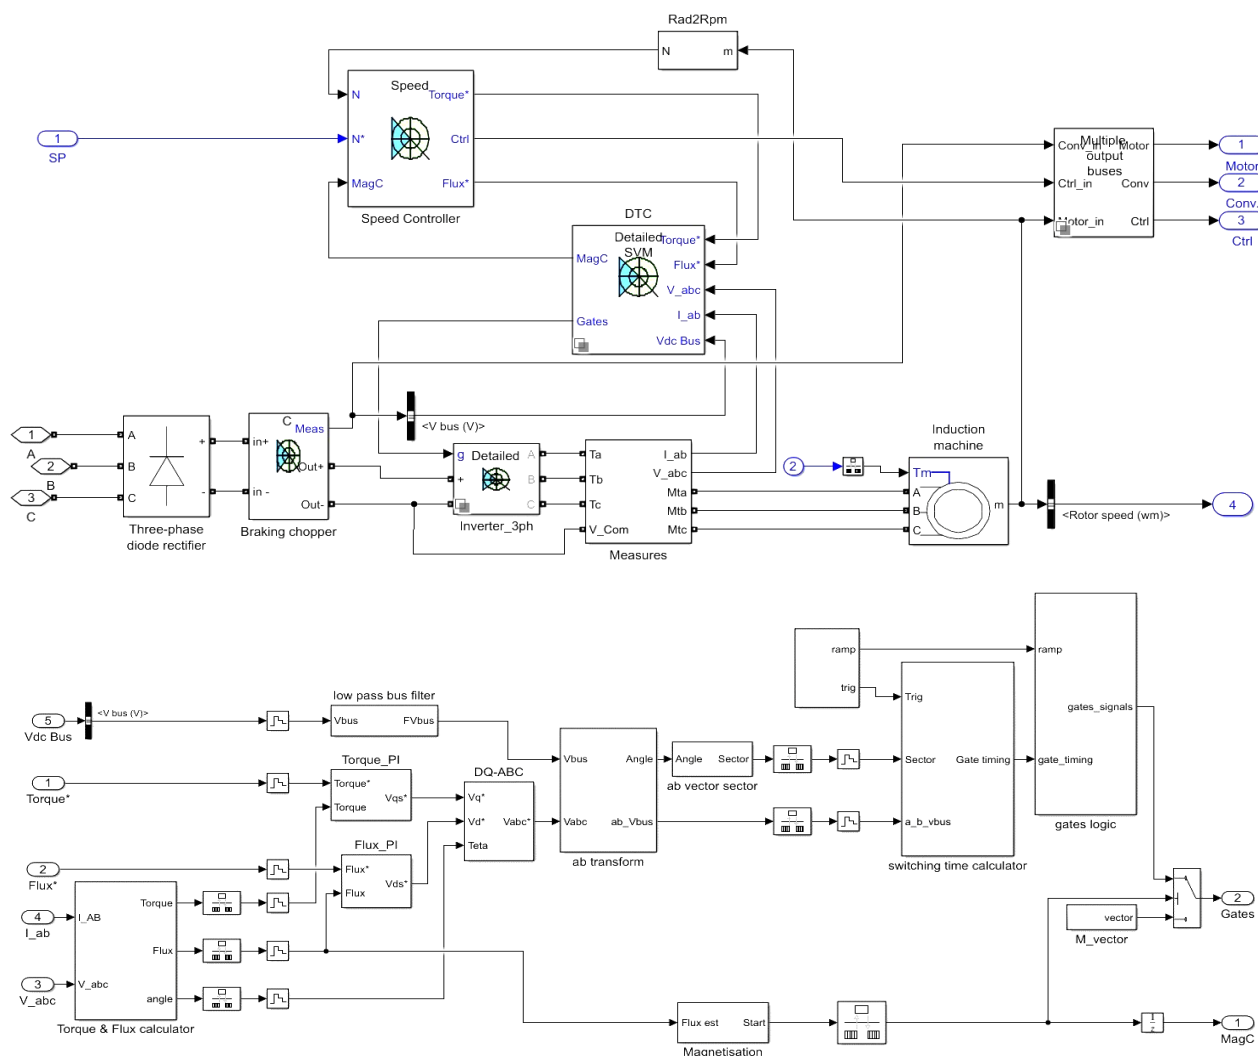 Rad2Rpm
N
m
Speed
N
Torque*
1
SP
N*
Ctrl
MagC
Flux*
Speed Controller
Multiple
output
buses
Conv_in
Motor
Ctrl_in
Conv
Motor_in
Ctrl
1
Motor
2
Conv.
3
Ctrl
DTC
Detailed
SVM
Torque*
MagC
Flux*
V_abc
Gates
I_ab
Vdc Bus
<V bus (V)>
1
A
2
B
3
C
A
B
C
+
-
Three-phase
diode rectifier
C
Meas
in+
Out+
in -
Out-
Braking chopper
g
Detailed
A
+
B
-
C
Inverter_3ph
Ta
I_ab
V_abc
Tb
Mta
Tc
Mtb
V_Com
Mtc
Measures
2
Induction
machine
Tm
A
B
C
m
<Rotor speed (wm)>
4
ramp
trig
ramp
gates_signals
gate_timing
gates logic
Trig
Sector
Gate timing
a_b_vbus
switching time calculator
5
Vdc Bus
<V bus (V)>
low pass bus filter
Vbus
FVbus
1
Torque*
Torque_PI
Torque*
Vqs*
Torque
DQ-ABC
Vq*
Vd*
Vabc*
Teta
Vbus
Angle
Vabc
ab_Vbus
ab transform
Angle
Sector
ab vector sector
2
Flux*
Flux_PI
Flux*
Vds*
Flux
4
I_ab
3
V_abc
I_AB
Torque
Flux
V_abc
angle
Torque & Flux calculator
vector
M_vector
2
Gates
Flux est
Start
Magnetisation
1
z
1
MagC